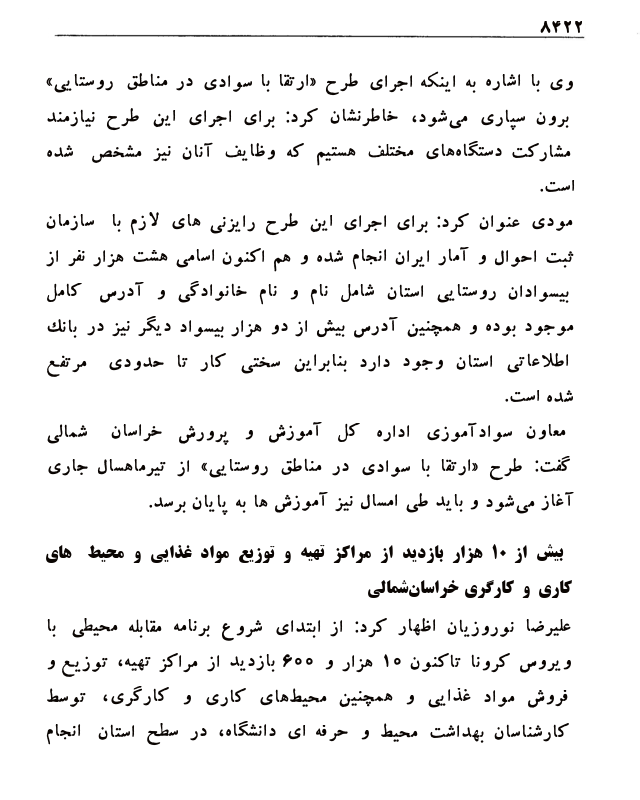 ۸۴۲۲
وی با اشاره به اینکه اجرای طرح «ارتقا با سوادی در مناطق روستایی»
برون سپاری می‌شود، خاطرنشان کرد: برای اجرای این طرح نیازمند
مشارکت دستگاه‌های مختلف هستیم که وظایف آنان نیز مشخص شده
است.
مودی عنوان کرد: برای اجرای این طرح رایزنی های لازم با سازمان
ثبت احوال و آمار ایران انجام شده و هم اکنون اسامی هشت هزار نفر از
بیسوادان روستایی استان شامل نام و نام خانوادگی و آدرس کامل
موجود بوده و همچنین آدرس بیش از دو هزار بیسواد دیگر نیز در بانك
اطلاعاتی استان وجود دارد بنابراین سختی کار تا حدودی مرتفع
شده است.
معاون سوادآموزی اداره کل آموزش و پرورش خراسان شمالی
گفت: طرح «ارتقا با سوادی در مناطق روستایی» از تیرماهسال جاری
آغاز می‌شود و باید طی امسال نیز آموزش ها به پایان برسد.
بیش از ۱۰ هزار بازدید از مراکز تهیه و توزیع مواد غذایی و محیط های
کاری و کارگری خراسان‌شمالی
علیرضا نوروزیان اظهار کرد: از ابتدای شروع برنامه مقابله محیطی با
ویروس کرونا تاکنون ۱۰ هزار و ۶۰۰ بازدید از مراکز تهیه، توزیع و
فروش مواد غذایی و همچنین محیط‌های کاری و کارگری، توسط
کارشناسان بهداشت محیط و حرفه ای دانشگاه، در سطح استان انجام